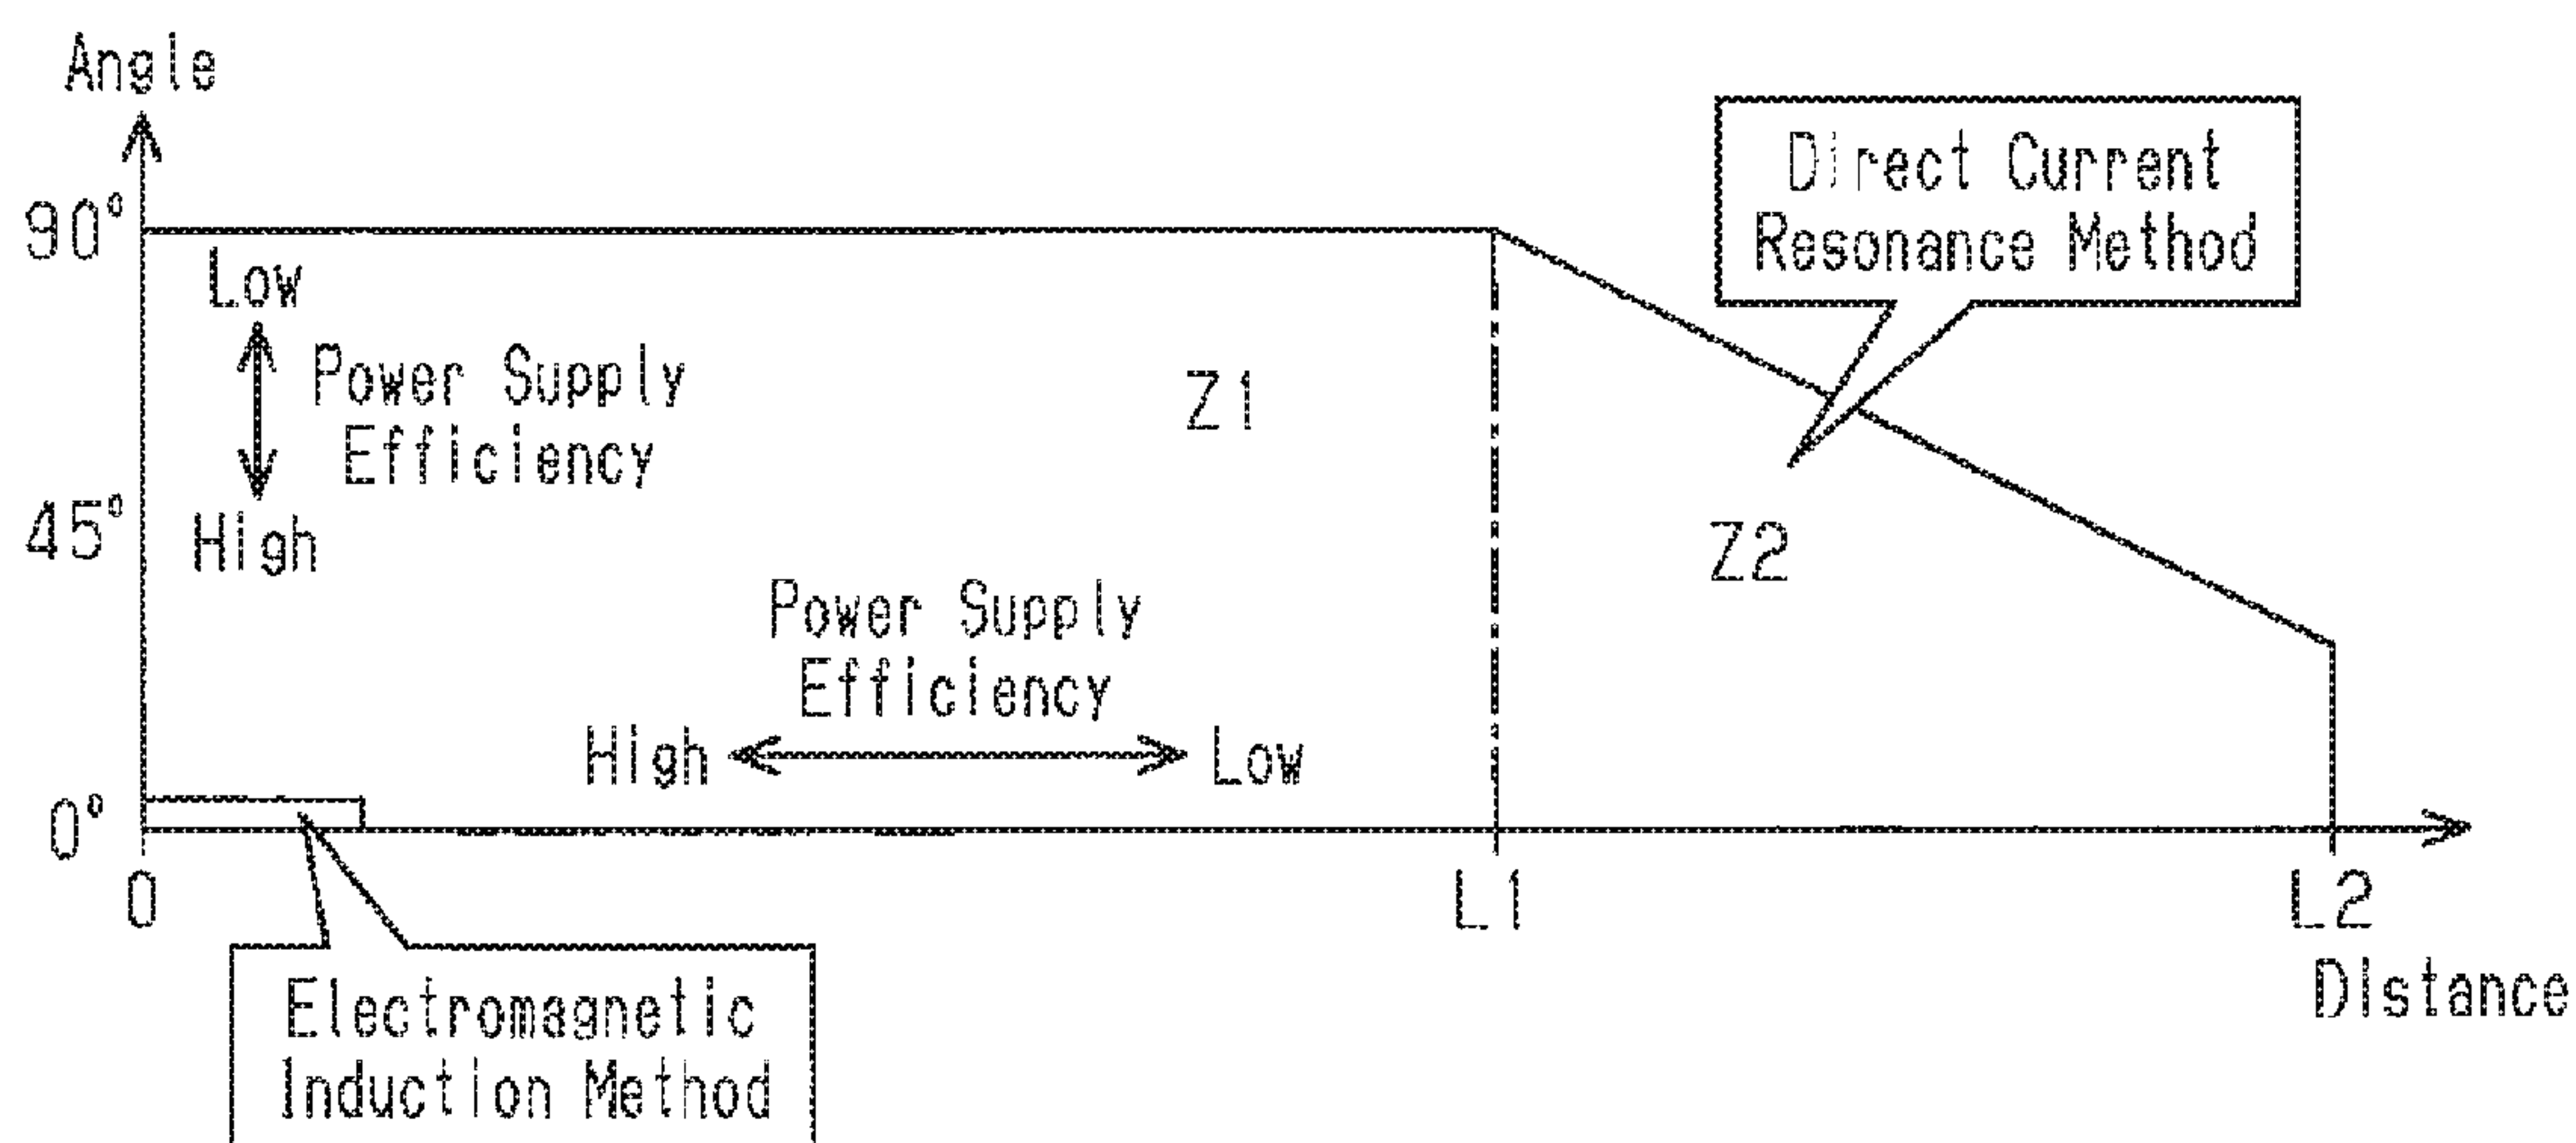 Angle
90°
Low
Power Supply
Efficiency
High
45°
Z1
Direct Current
Resonance Method
Z2
Power Supply
Efficiency
High
Low
0°
0
L1
L2
Distance
Electromagnetic
Induction Method